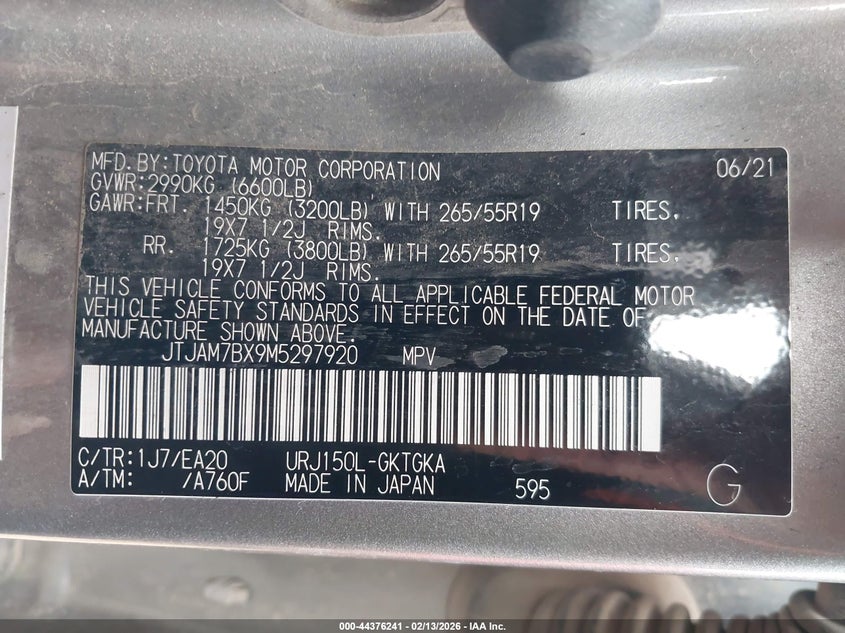 MFD.BY:TOYOTA MOTOR CORPORATION 06/21
GVWR:2990KG (6600LB)
GAWR:FRT. 1450KG (3200LB) WITH 265/55R19 TIRES,
19X7 1/2J RIMS.
RR. 1725KG (3800LB) WITH 265/55R19 TIRES,
19X7 1/2J RIMS.
THIS VEHICLE CONFORMS TO ALL APPLICABLE FEDERAL MOTOR
VEHICLE SAFETY STANDARDS IN EFFECT ON THE DATE OF
MANUFACTURE SHOWN ABOVE.
JTJAM7BX9M5297920 MPV
C/TR:1J7/EA20 URJ150L-GKTGKA
A/TM: /A760F MADE IN JAPAN 595 G
000-44376241 - 02/13/2026 - IAA Inc.